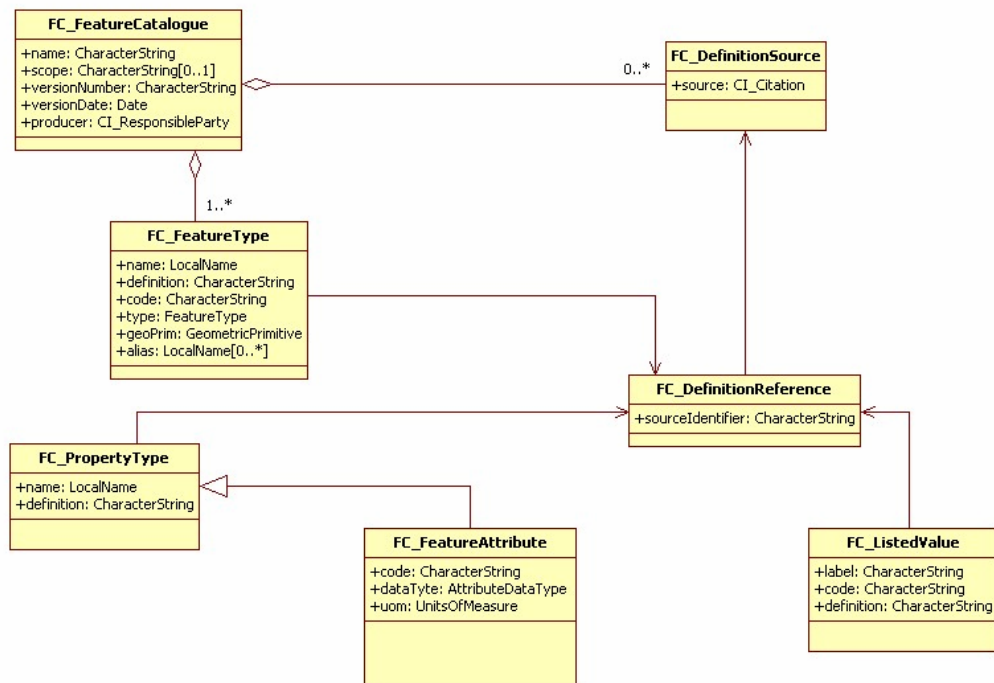 FC_FeatureCatalogue
+name: CharacterString
+scope: CharacterString[0..1]
+versionNumber: CharacterString
+versionDate: Date
+producer: CI_ResponsibleParty
0..*
FC_DefinitionSource
+source: CI_Citation
1..*
FC_FeatureType
+name: LocalName
+definition: CharacterString
+code: CharacterString
+type: FeatureType
+geoPrim: GeometricPrimitive
+alias: LocalName[0..*]
FC_DefinitionReference
+sourceIdentifier: CharacterString
FC_PropertyType
+name: LocalName
+definition: CharacterString
FC_FeatureAttribute
+code: CharacterString
+dataTyte: AttributeDataType
+uom: UnitsOfMeasure
FC_ListedValue
+label: CharacterString
+code: CharacterString
+definition: CharacterString